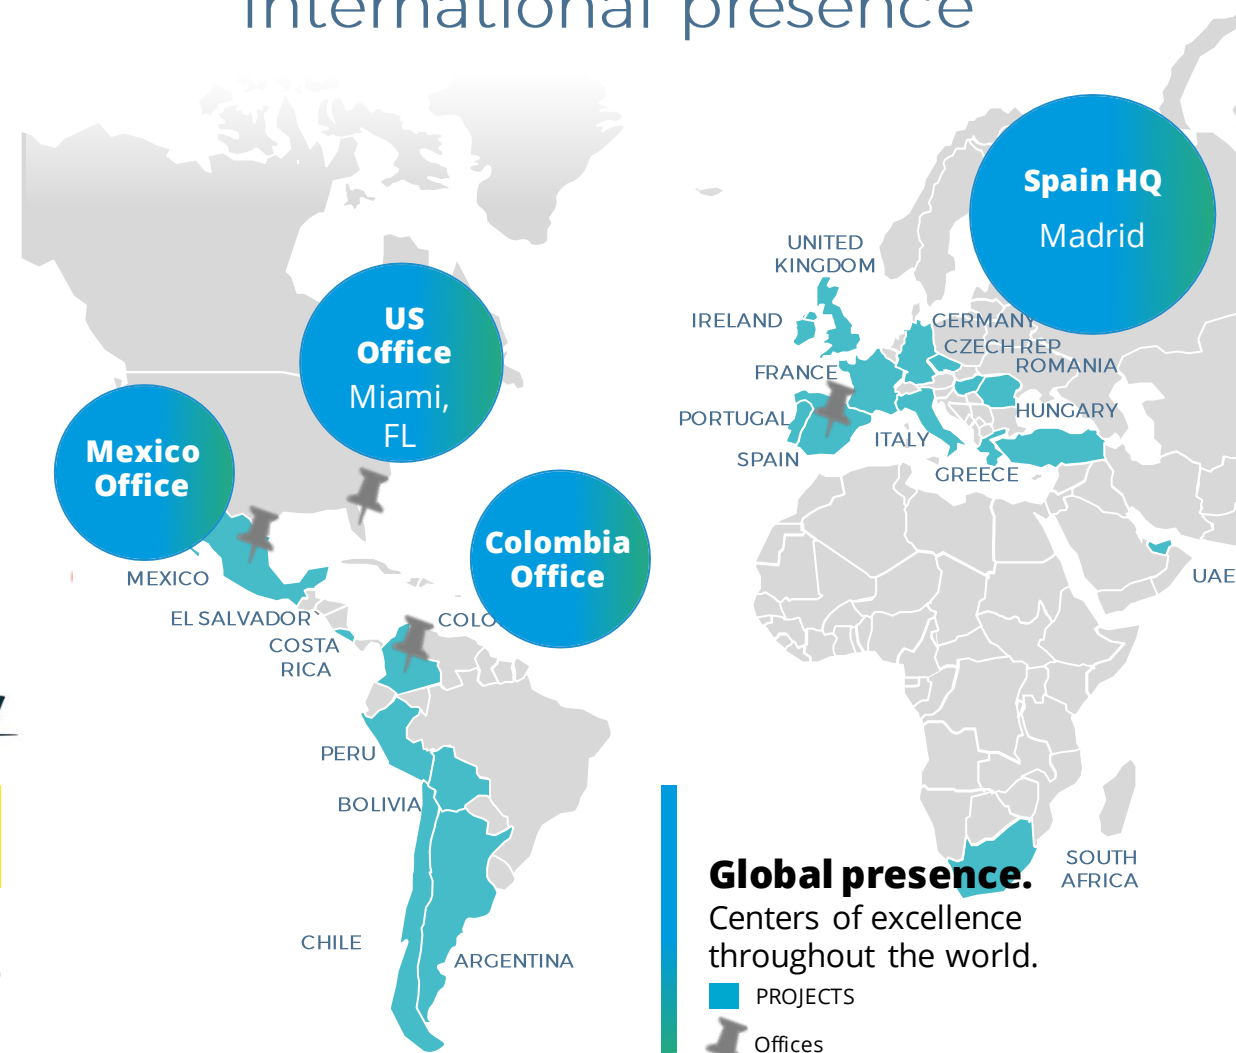 international presence
Spain HQ
Madrid
UNITED
KINGDOM
IRELAND
GERMANY
CZECH REP
ROMANIA
FRANCE
HUNGARY
PORTUGAL
ITALY
SPAIN
GREECE
US
Office
Miami,
FL
Mexico
Office
Colombia
Office
MEXICO
UAE
EL SALVADOR`
COLO
COSTA
RICA
PERU
BOLIVIA
CHILE
ARGENTINA
SOUTH
AFRICA
Global presence.
Centers of excellence
throughout the world.
PROJECTS
Offices